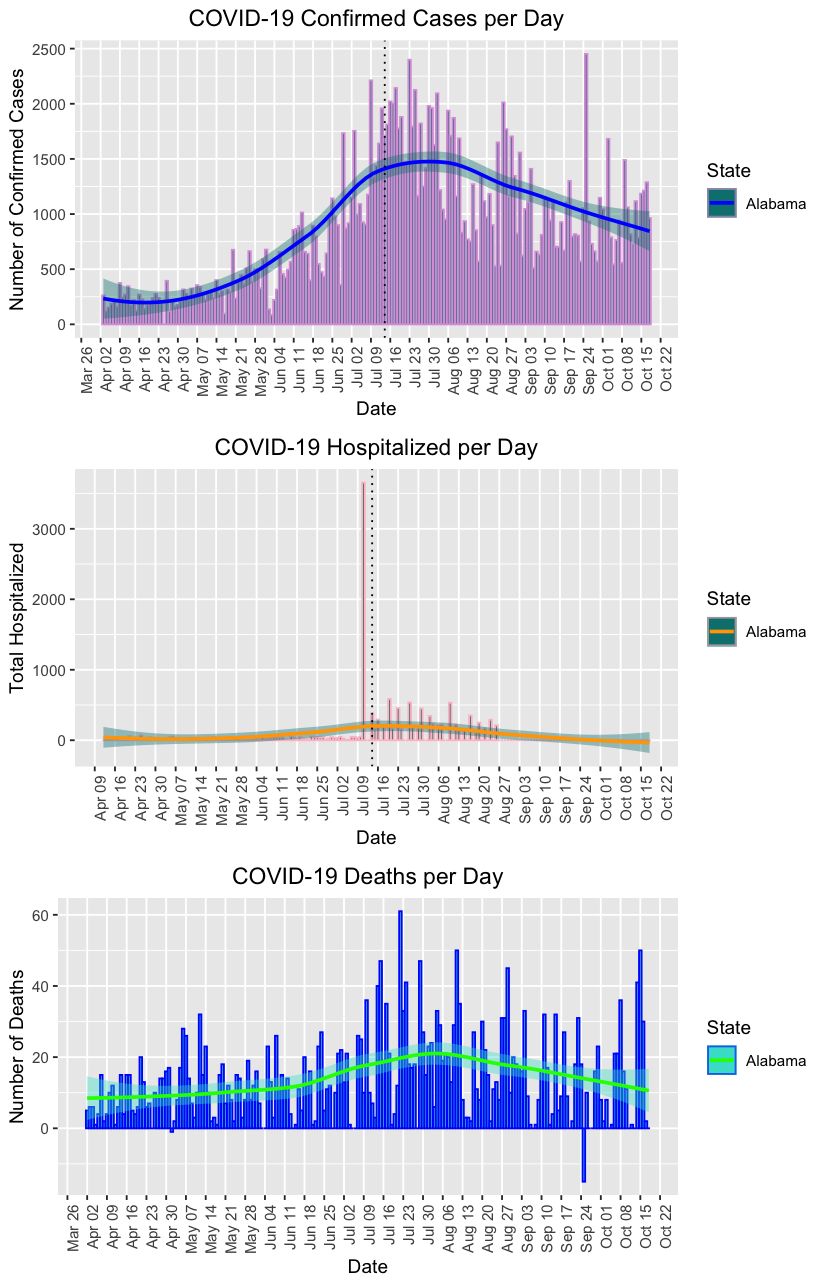 COVID-19 Confirmed Cases per Day
Number of Confirmed Cases
2500
2000
1500
1000
500
0
Mar 26
Apr 02
Apr 09
Apr 16
Apr 23
Apr 30
May 07
May 14
May 21
May 28
Jun 04
Jun 11
Jun 18
Jun 25
Jul 02
Jul 09
Jul 16
Jul 23
Jul 30
Aug 06
Aug 13
Aug 20
Aug 27
Sep 03
Sep 10
Sep 17
Sep 24
Oct 01
Oct 08
Oct 15
Oct 22
Date
State
Alabama
COVID-19 Hospitalized per Day
Total Hospitalized
3000
2000
1000
0
Apr 09
Apr 16
Apr 23
Apr 30
May 07
May 14
May 21
May 28
Jun 04
Jun 11
Jun 18
Jun 25
Jul 02
Jul 09
Jul 16
Jul 23
Jul 30
Aug 06
Aug 13
Aug 20
Aug 27
Sep 03
Sep 10
Sep 17
Sep 24
Oct 01
Oct 08
Oct 15
Oct 22
Date
State
Alabama
COVID-19 Deaths per Day
Number of Deaths
60
40
20
0
Mar 26
Apr 02
Apr 09
Apr 16
Apr 23
Apr 30
May 07
May 14
May 21
May 28
Jun 04
Jun 11
Jun 18
Jun 25
Jul 02
Jul 09
Jul 16
Jul 23
Jul 30
Aug 06
Aug 13
Aug 20
Aug 27
Sep 03
Sep 10
Sep 17
Sep 24
Oct 01
Oct 08
Oct 15
Oct 22
Date
State
Alabama